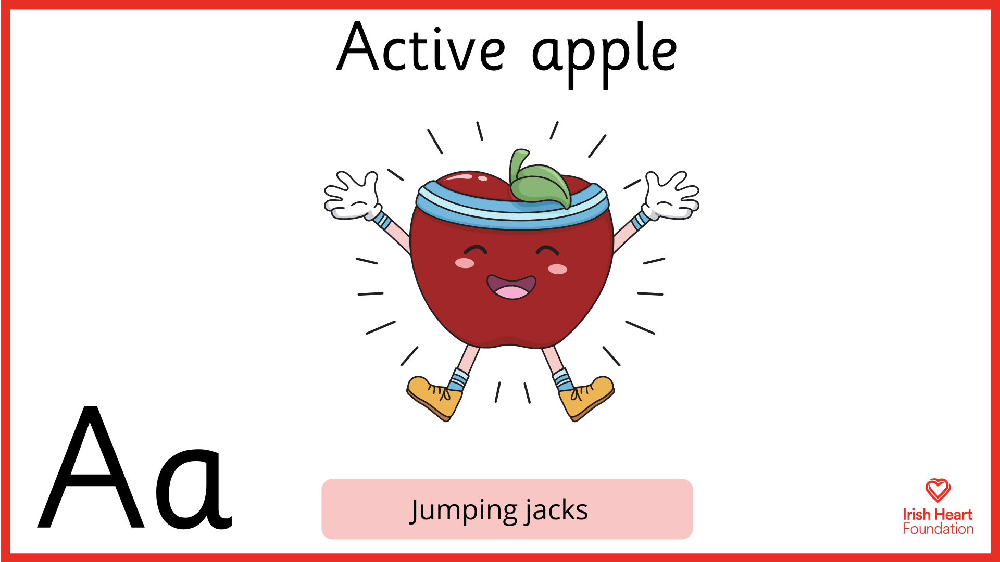 Active apple
Aa
Jumping jacks
Irish Heart
Foundation